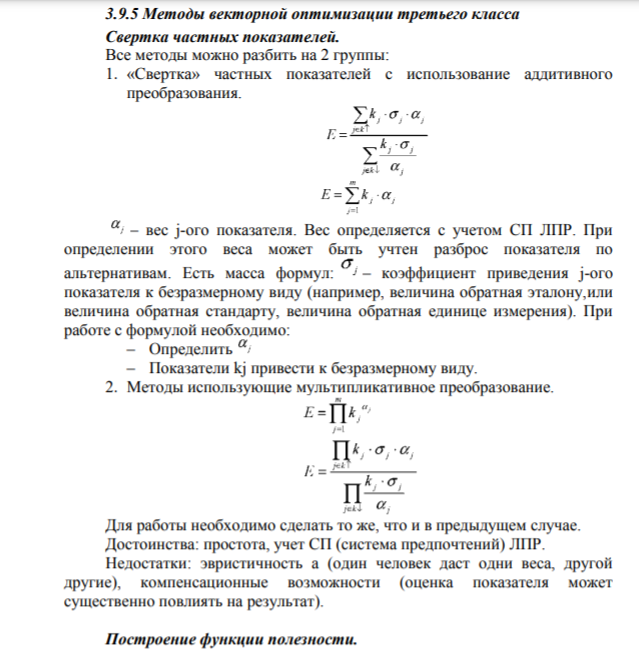 3.9.5 Методы векторной оптимизации третьего класса
Свертка частных показателей.
Все методы можно разбить на 2 группы:
1. «Свертка» частных показателей с использование аддитивного
преобразования.
E = \frac{\sum_{j \in k\uparrow} k_j \cdot \sigma_j \cdot \alpha_j}{\sum_{j \in k\downarrow} \frac{k_j \cdot \sigma_j}{\alpha_j}}
E = \sum_{j=1}^{m} k_j \cdot \alpha_j
α_j – вес j-ого показателя. Вес определяется с учетом СП ЛПР. При
определении этого веса может быть учтен разброс показателя по
альтернативам. Есть масса формул: σ_j – коэффициент приведения j-ого
показателя к безразмерному виду (например, величина обратная эталону,или
величина обратная стандарту, величина обратная единице измерения). При
работе с формулой необходимо:
– Определить α_j
– Показатели kj привести к безразмерному виду.
2. Методы использующие мультипликативное преобразование.
E = \prod_{j=1}^{m} k_j^{\alpha_j}
E = \frac{\prod_{j \in k\uparrow} k_j \cdot \sigma_j \cdot \alpha_j}{\prod_{j \in k\downarrow} \frac{k_j \cdot \sigma_j}{\alpha_j}}
Для работы необходимо сделать то же, что и в предыдущем случае.
Достоинства: простота, учет СП (система предпочтений) ЛПР.
Недостатки: эвристичность a (один человек даст одни веса, другой
другие), компенсационные возможности (оценка показателя может
существенно повлиять на результат).
Построение функции полезности.